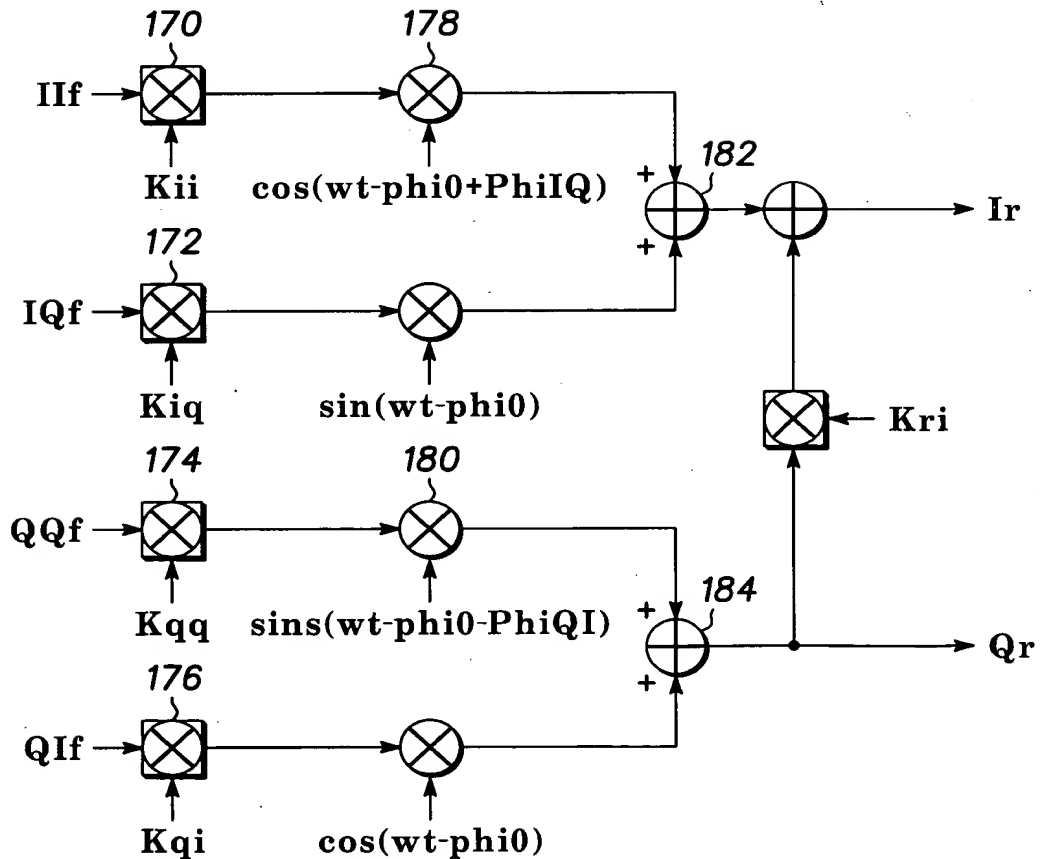 170 178
IIf
Kii cos(wt-phi0+PhiIQ)
+ 182
Ir
172
+
IQf
Kiq sin(wt-phi0)
Kri
174 180
QQf
Kqq sins(wt-phi0-PhiQI)
+ 184
Qr
176
+
QIf
Kqi cos(wt-phi0)